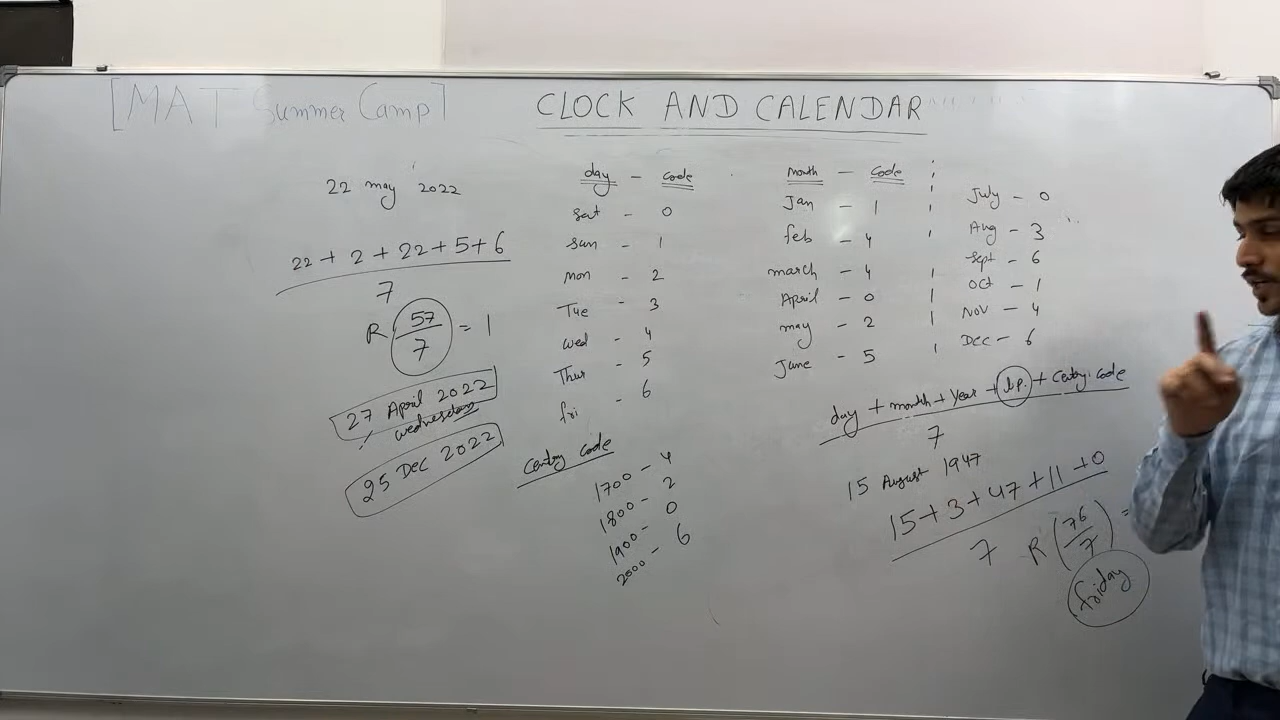 [MAT Summer Camp]
CLOCK AND CALENDAR
22 may 2022
22 + 2 + 22 + 5 + 6
7
R 57/7 = 1
27 April 2022
wednesday
25 Dec 2022
day - code
sat - 0
sun - 1
mon - 2
Tue - 3
wed - 4
Thur - 5
fri - 6
Centry code
1700 - 4
1800 - 2
1900 - 0
2000 - 6
month - code
Jan - 1
feb - 4
march - 4
April - 0
may - 2
June - 5
July - 0
Aug - 3
Sept - 6
Oct - 1
Nov - 4
Dec - 6
day + month + year + l.p. + Centry code
7
15 August 1947
15 + 3 + 47 + 11 + 0
7
R (76/7) =
friday